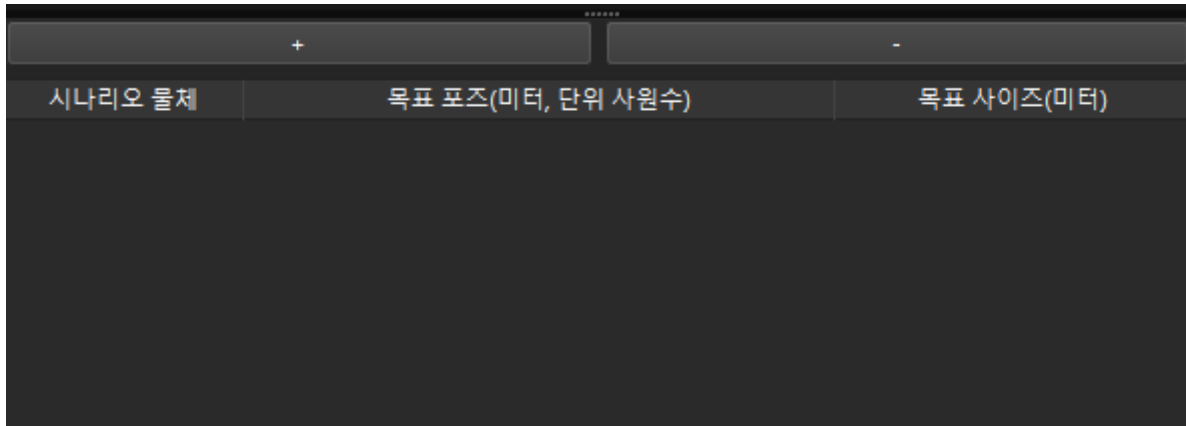 + -
시나리오 물체 목표 포즈(미터, 단위 사원수) 목표 사이즈(미터)